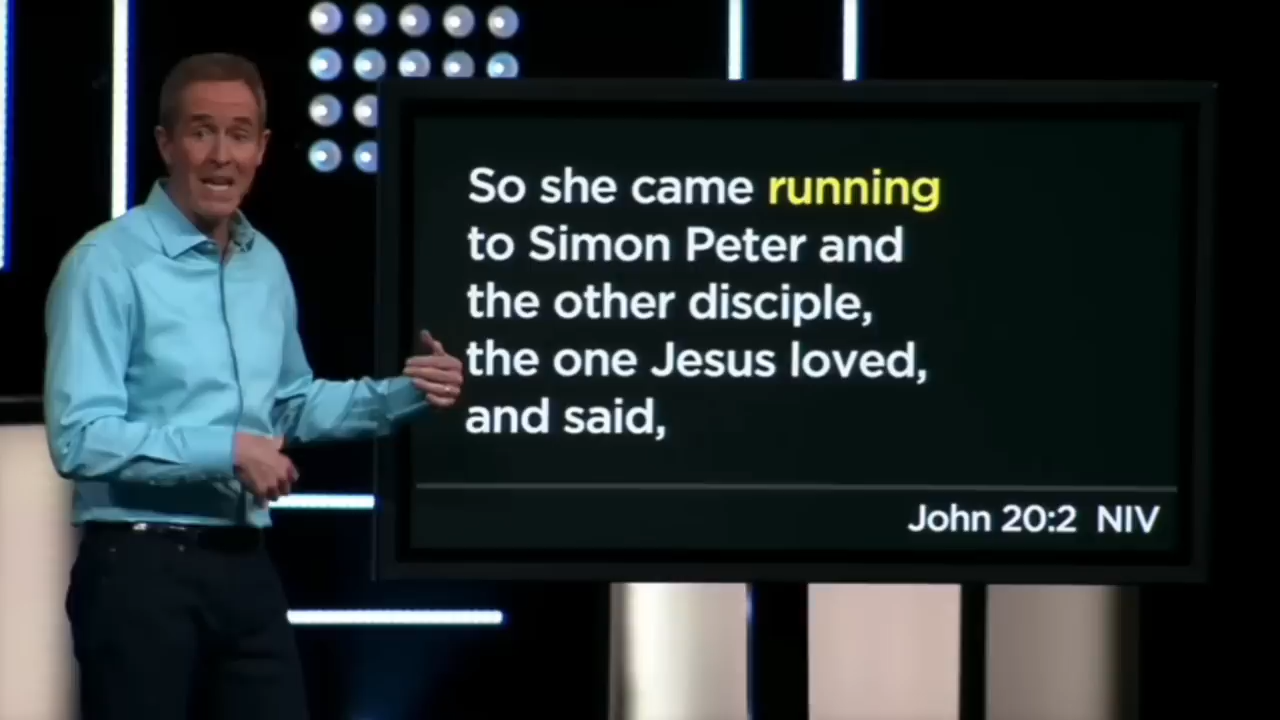 So she came running
to Simon Peter and
the other disciple,
the one Jesus loved,
and said,
John 20:2 NIV